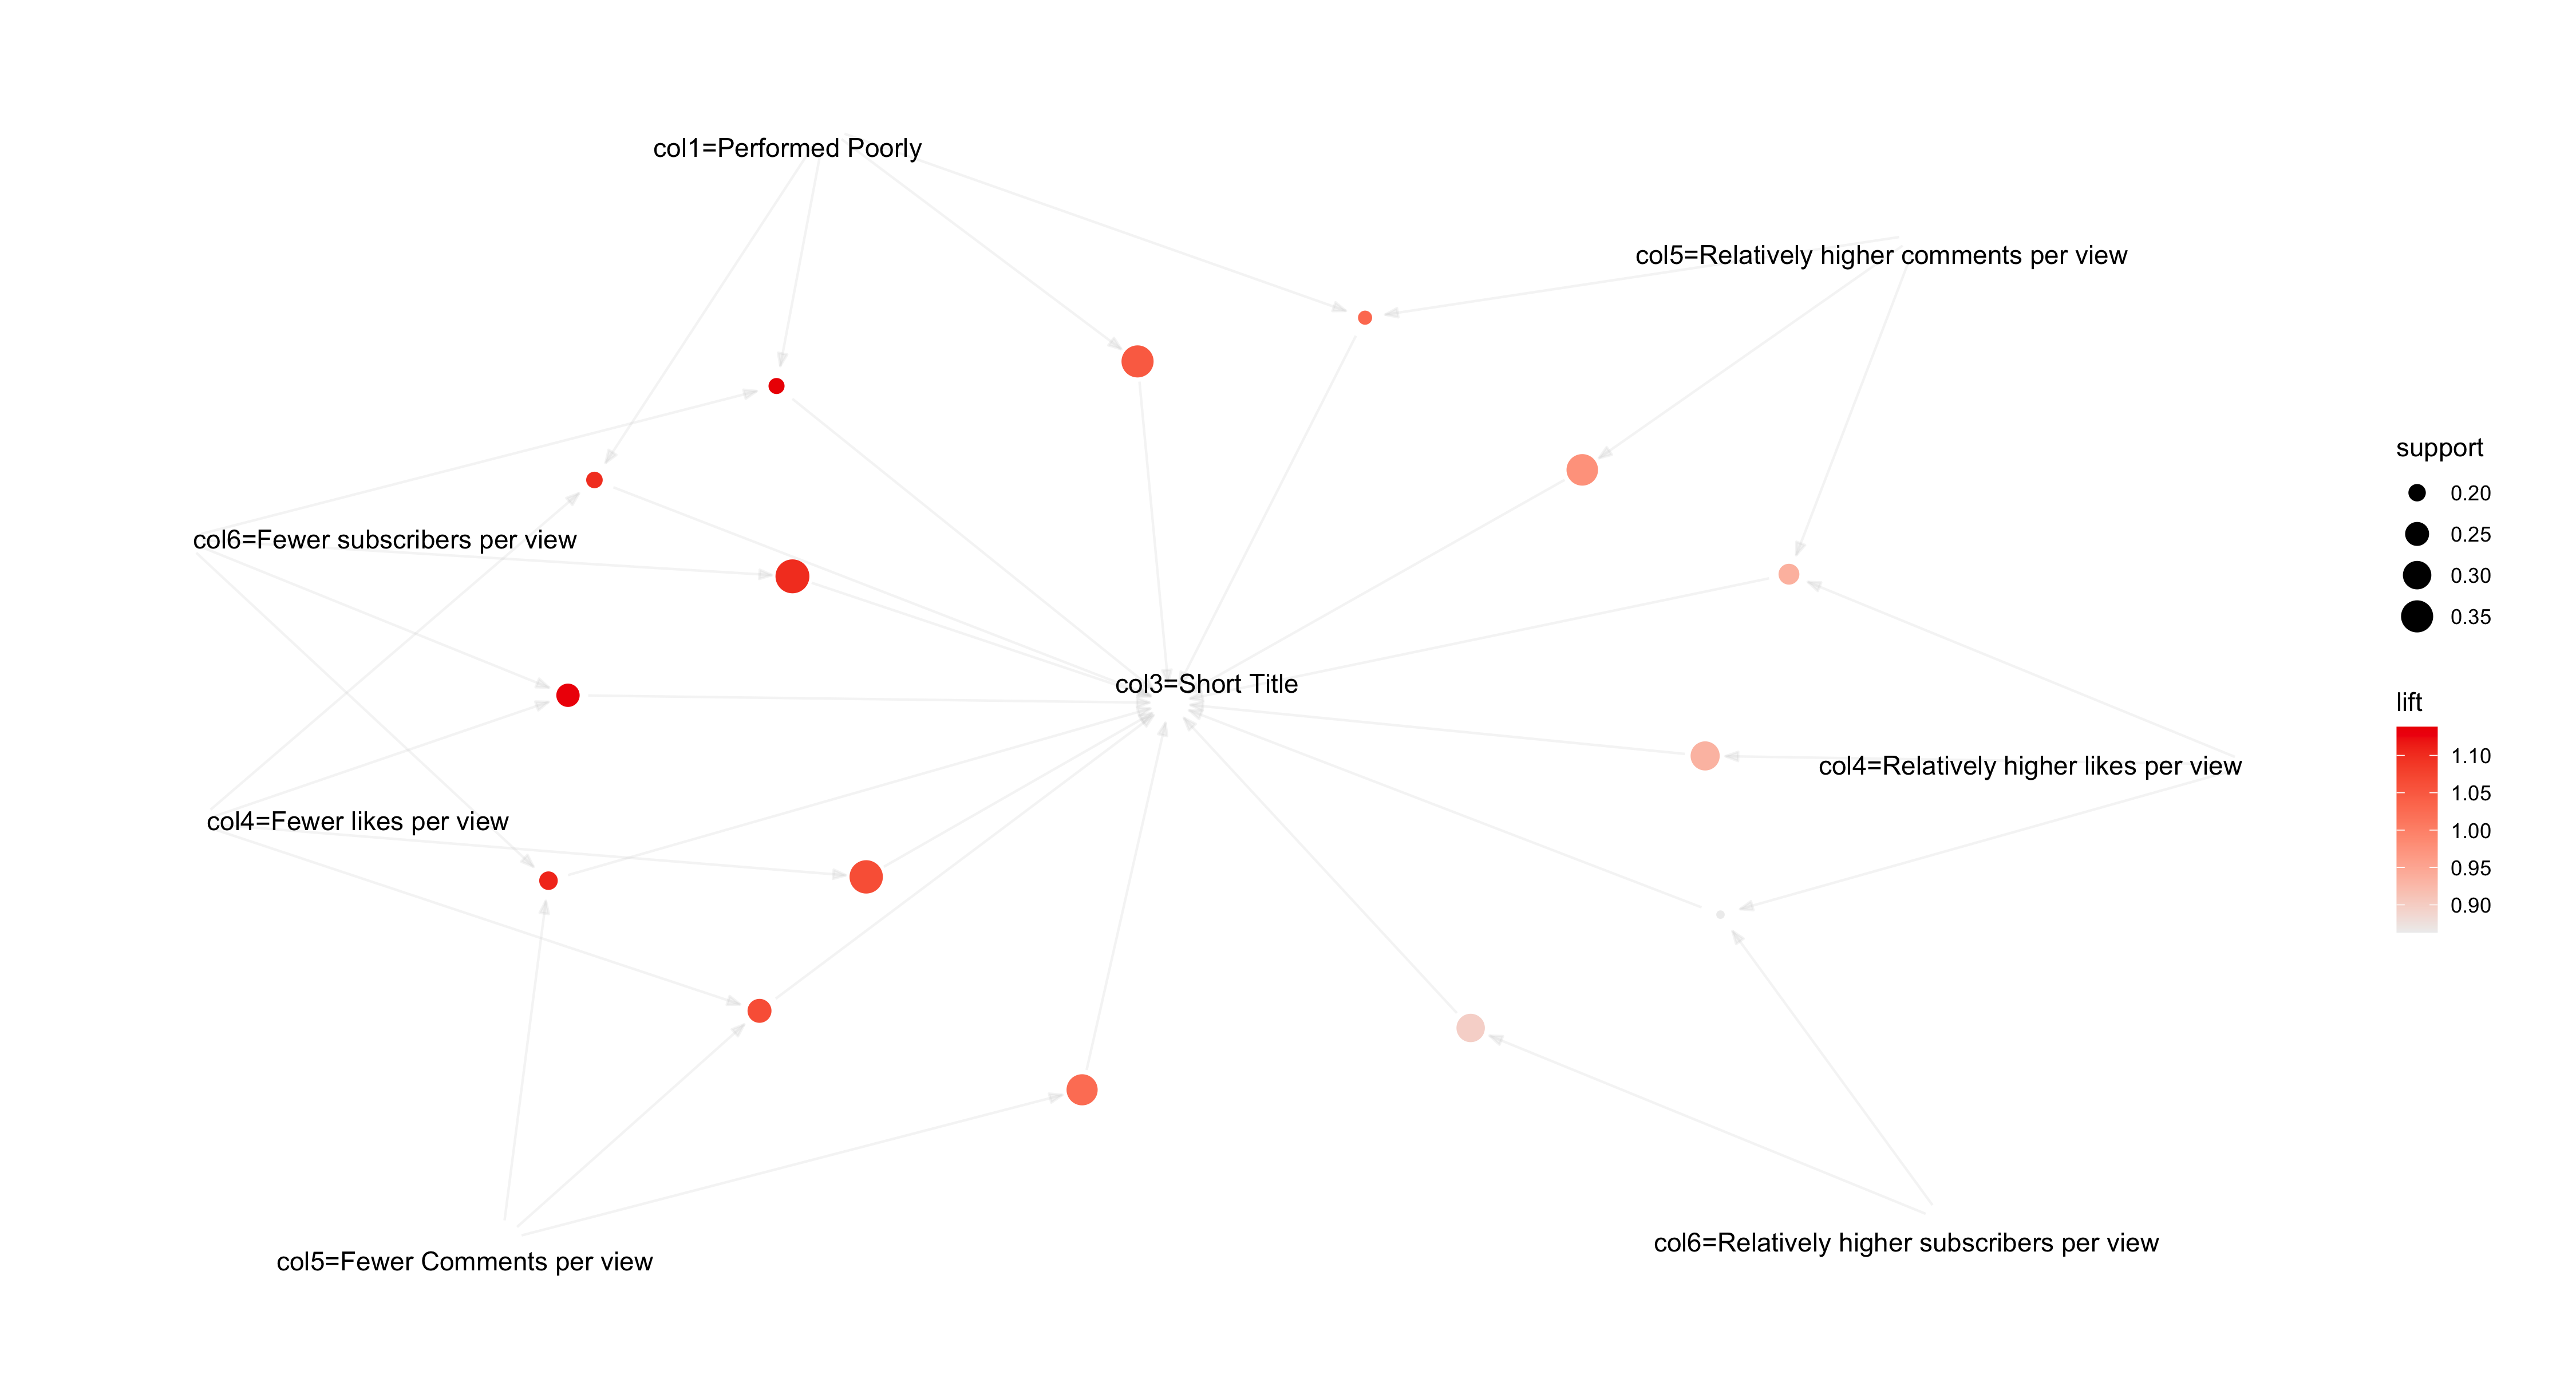 col1=Performed Poorly
col5=Relatively higher comments per view
col6=Fewer subscribers per view
col3=Short Title
col4=Relatively higher likes per view
col4=Fewer likes per view
col6=Relatively higher subscribers per view
col5=Fewer Comments per view
support
0.20
0.25
0.30
0.35
lift
1.10
1.05
1.00
0.95
0.90